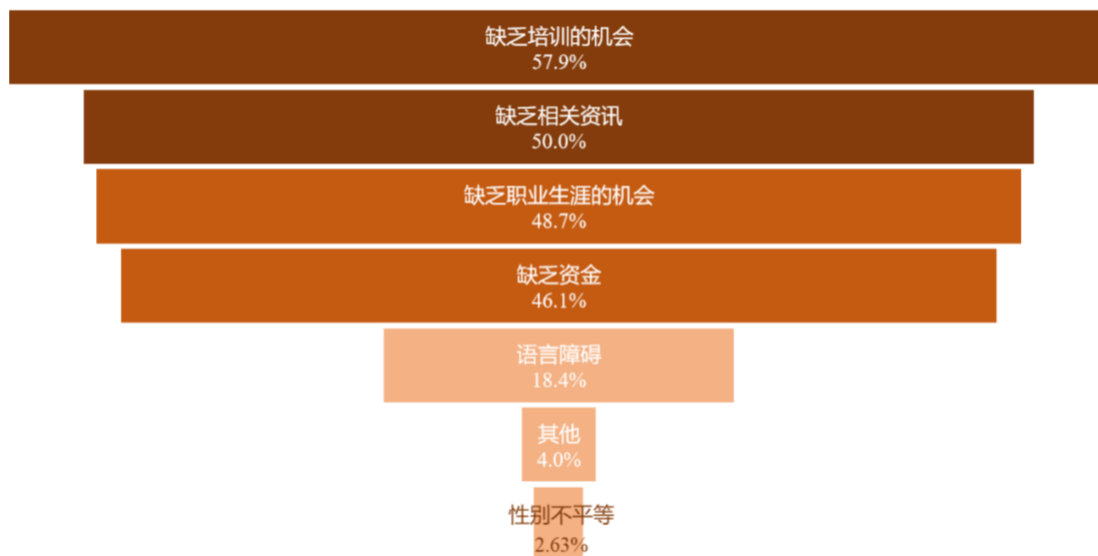 缺乏培训的机会
57.9%
缺乏相关资讯
50.0%
缺乏职业生涯的机会
48.7%
缺乏资金
46.1%
语言障碍
18.4%
其他
4.0%
性别不平等
2.63%